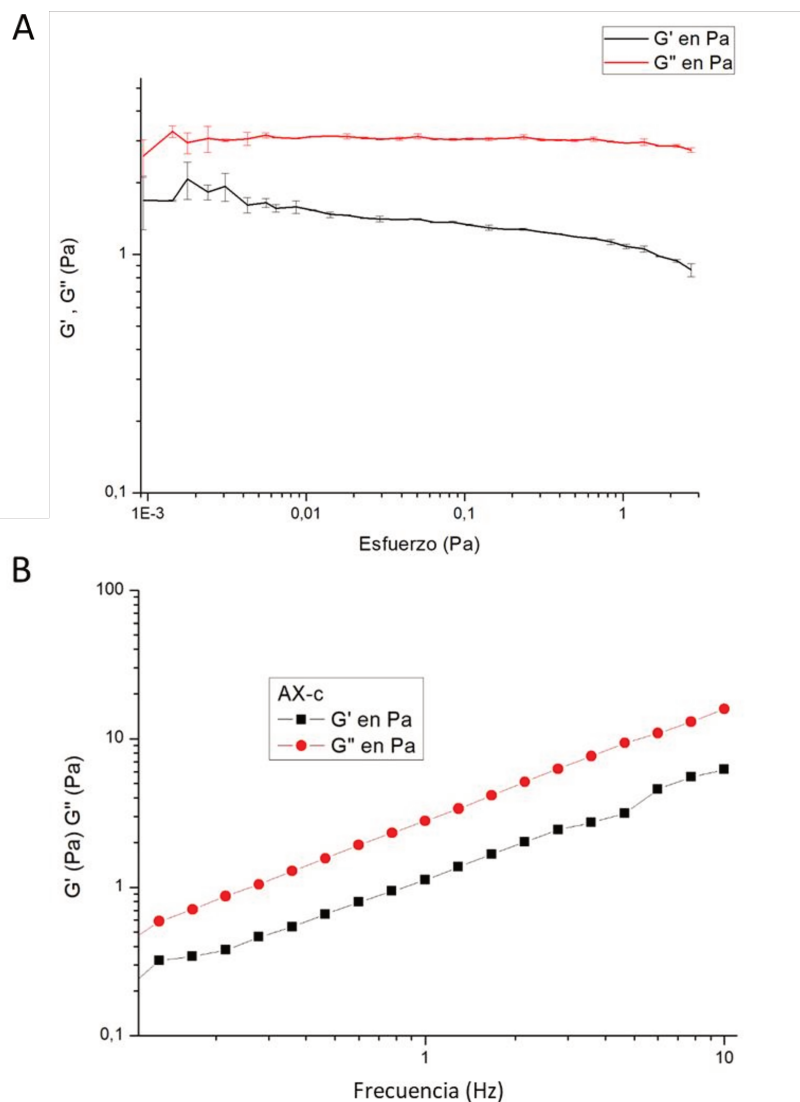 A
G' en Pa
G" en Pa
G' , G" (Pa)
1
0,1
1E-3
0,01
0,1
1
Esfuerzo (Pa)
B
100
AX-c
G' en Pa
G" en Pa
10
G' (Pa) G" (Pa)
1
0,1
1
10
Frecuencia (Hz)